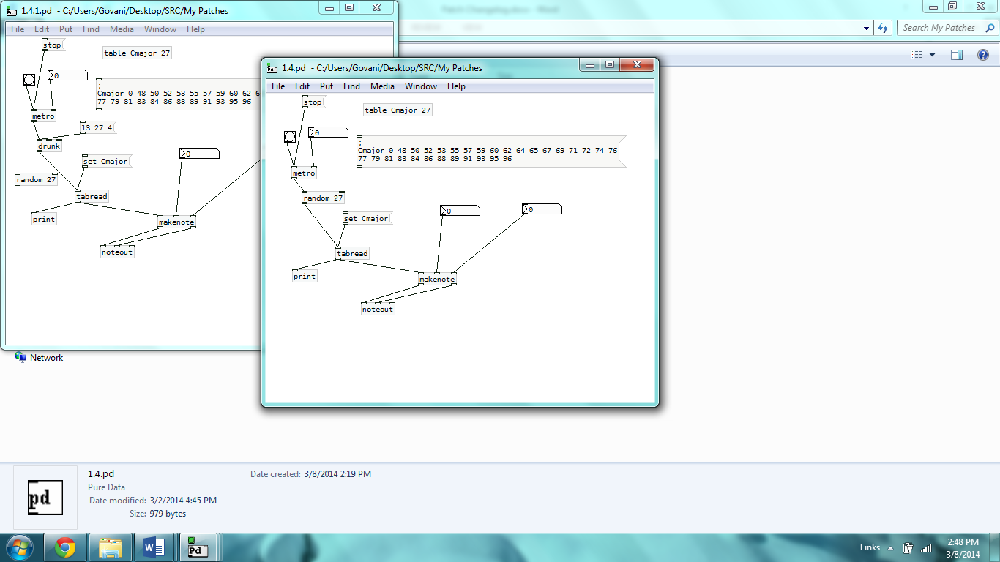 1.4.1.pd - C:/Users/Govani/Desktop/SRC/My Patches
File Edit Put Find Media Window Help
stop
table Cmajor 27
0
;
Cmajor 0 48 50 52 53 55 57 59 60 62 6
77 79 81 83 84 86 88 89 91 93 95 96
metro
13 27 4
drunk
set Cmajor
0
random 27
tabread
print
makenote
noteout
Patch Changelog.docx - Word
Search My Patches
1.4.pd - C:/Users/Govani/Desktop/SRC/My Patches
File Edit Put Find Media Window Help
stop
table Cmajor 27
0
;
Cmajor 0 48 50 52 53 55 57 59 60 62 64 65 67 69 71 72 74 76
77 79 81 83 84 86 88 89 91 93 95 96
metro
random 27
set Cmajor
0
0
tabread
print
makenote
noteout
Network
pd
1.4.pd
Pure Data
Date modified: 3/2/2014 4:45 PM
Size: 979 bytes
Date created: 3/8/2014 2:19 PM
Pd
Links
2:48 PM
3/8/2014